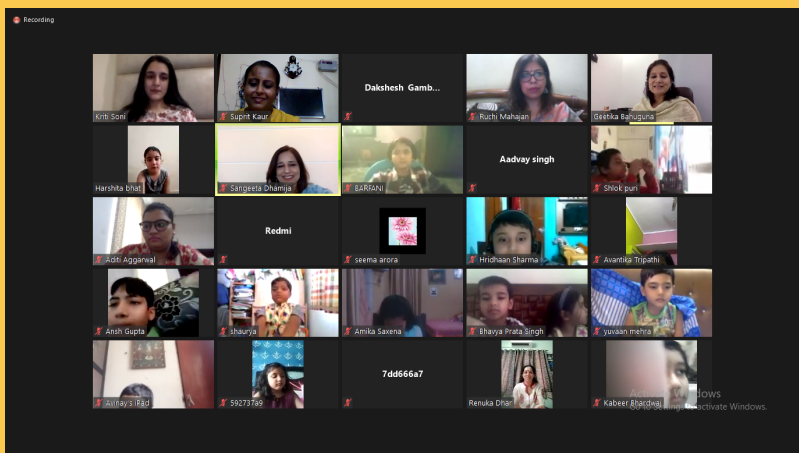 Recording
Kriti Soni
Suprit Kaur
Dakshesh Gamb...
Ruchi Mahajan
Geetika Bahuguna
Harshita bhat
Sangeeta Dhamija
BARFANI
Aadvay singh
Shlok puri
Aditi Aggarwal
Redmi
seema arora
Hridhaan Sharma
Avantika Tripathi
Ansh Gupta
shaurya
Amika Saxena
Bhavya Prata Singh
yuvaan mehra
Avinay's iPad
592737a9
7dd666a7
Renuka Dhar
Kabeer Bhardwaj
Windows
Go to Settings to activate Windows.